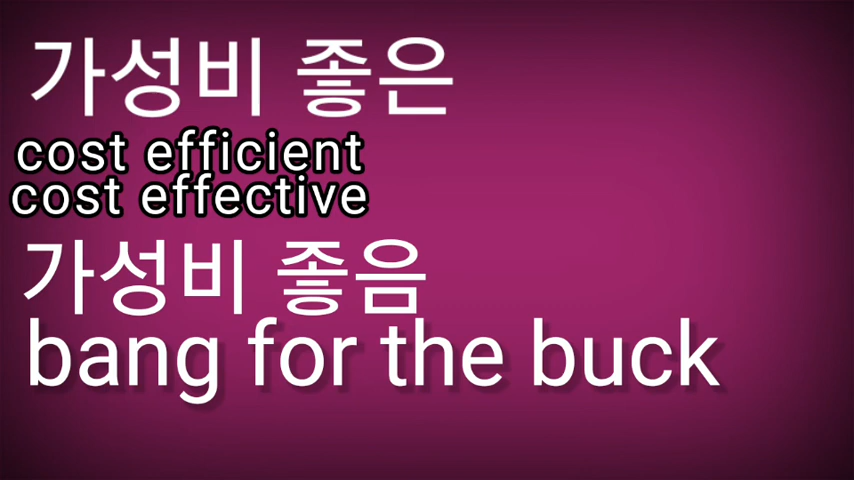 가성비 좋은
cost efficient
cost effective
가성비 좋음
bang for the buck